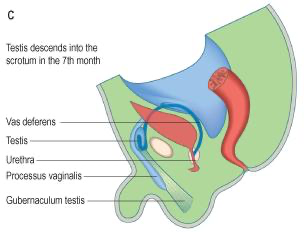 C
Testis descends into the
scrotum in the 7th month
Vas deferens
Testis
Urethra
Processus vaginalis
Gubernaculum testis